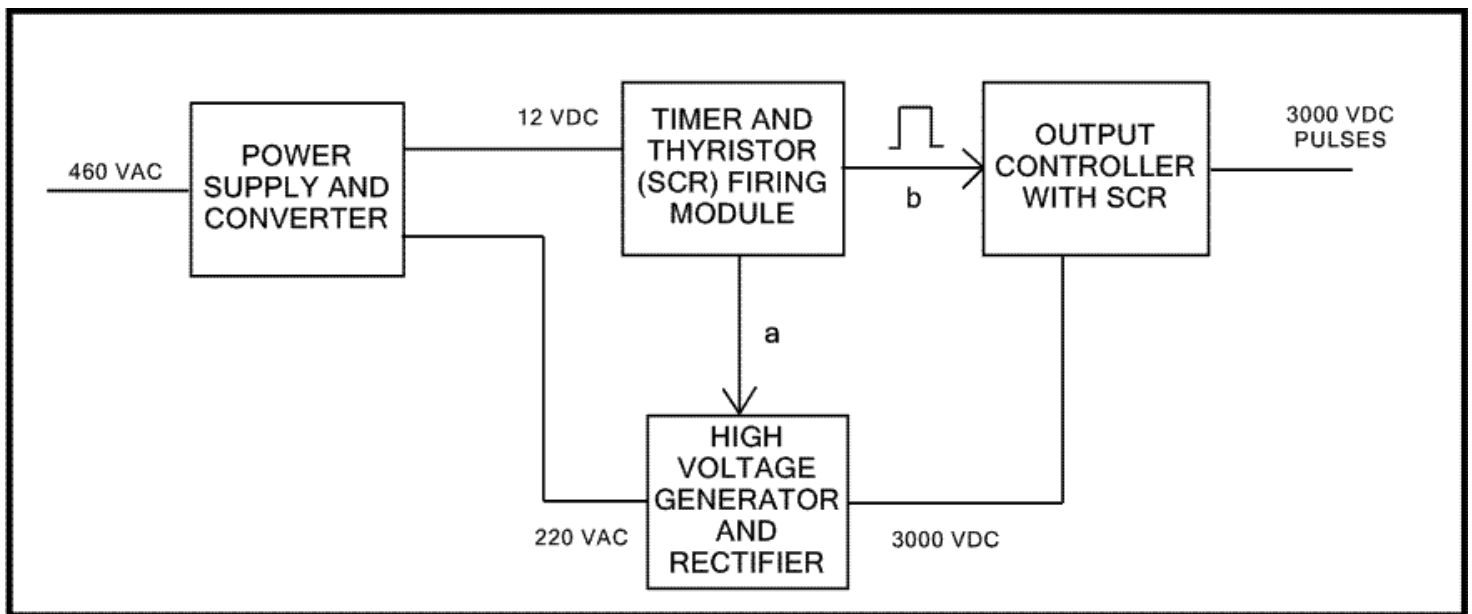 460 VAC
POWER
SUPPLY AND
CONVERTER
12 VDC
TIMER AND
THYRISTOR
(SCR) FIRING
MODULE
b
OUTPUT
CONTROLLER
WITH SCR
3000 VDC
PULSES
a
220 VAC
HIGH
VOLTAGE
GENERATOR
AND
RECTIFIER
3000 VDC